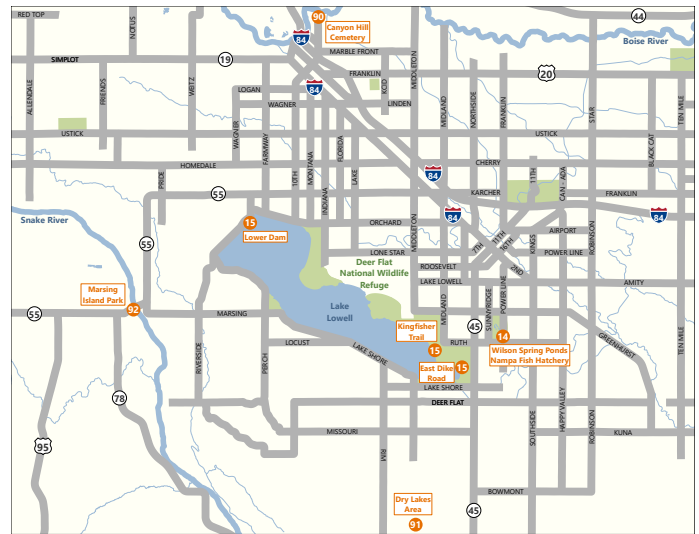 RED TOP
NOTUS
90
Canyon Hill
Cemetery
44
84
MARBLE FRONT
MIDDLETON
Boise River
SIMPLOT
19
FRANKLIN
20
ALLENDALE
FRIENDS
WEITZ
LOGAN
84
KCID
WAGNER
LINDEN
MIDLAND
NORTHSIDE
FRANKLIN
STAR
TEN MILE
USTICK
WAGNER
FARMWAY
FLORIDA
USTICK
BLACK CAT
HOMEDALE
PRIDE
10TH
MONTANA
LAKE
CHERRY
84
11TH
CAN - ADA
55
INDIANA
KARCHER
FRANKLIN
Snake River
15
Lower Dam
ORCHARD
MIDDLETON
84
84
55
LONE STAR
7TH
11TH
16TH
KINGS
AIRPORT
POWER LINE
ROBINSON
Deer Flat
National Wildlife
Refuge
ROOSEVELT
2ND
LAKE LOWELL
AMITY
Marsing
Island Park
92
Lake
Lowell
MIDLAND
SUNNYRIDGE
POWER LINE
55
MARSING
Kingfisher
Trail
45
GREENHURST
TEN MILE
RIVERSIDE
PERCH
LOCUST
LAKE SHORE
15
RUTH
14
Wilson Spring Ponds
Nampa Fish Hatchery
East Dike
Road
15
LAKE SHORE
78
DEER FLAT
SOUTHSIDE
HAPPY VALLEY
ROBINSON
95
MISSOURI
KUNA
RIM
BOWMONT
Dry Lakes
Area
91
45